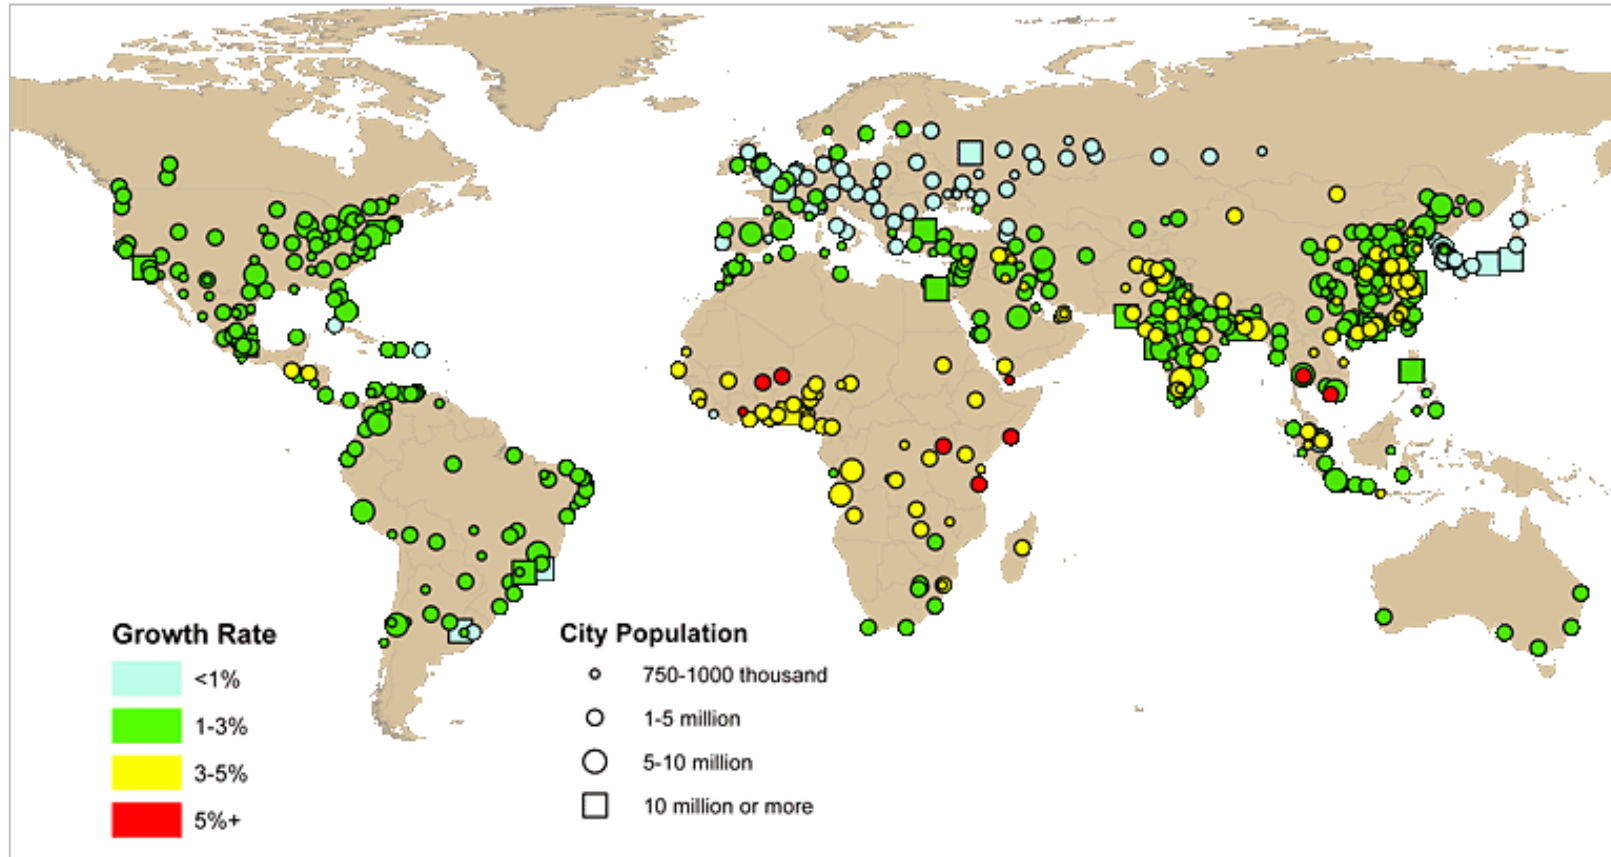 Growth Rate
<1%
1-3%
3-5%
5%+
City Population
750-1000 thousand
1-5 million
5-10 million
10 million or more